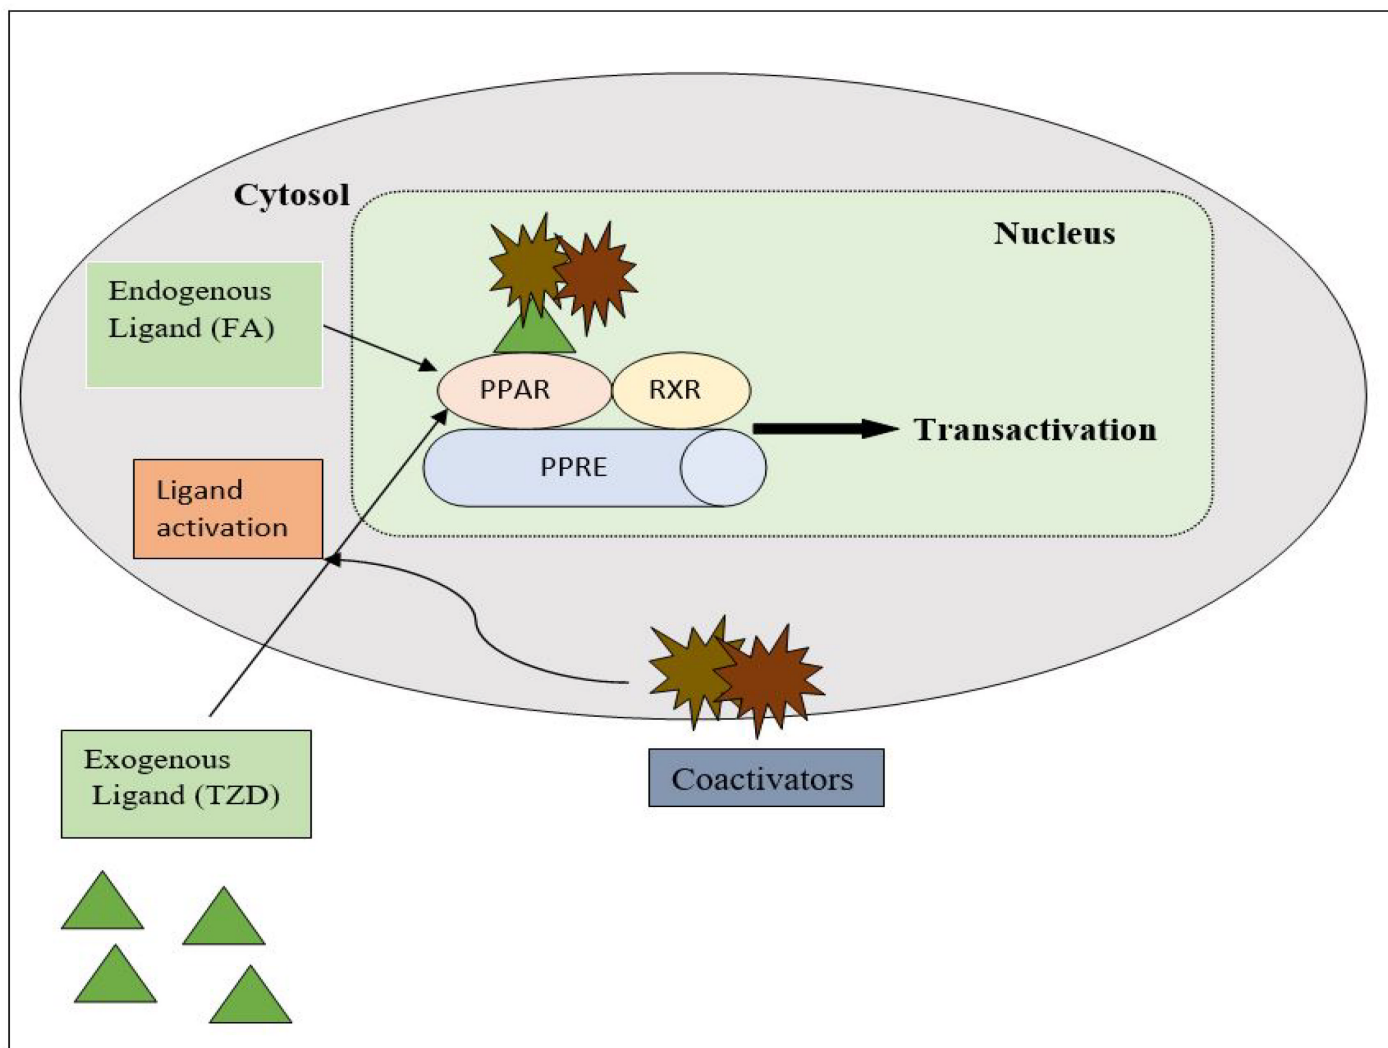 Cytosol
Nucleus
Endogenous
Ligand (FA)
PPAR
RXR
Transactivation
PPRE
Ligand
activation
Exogenous
Ligand (TZD)
Coactivators